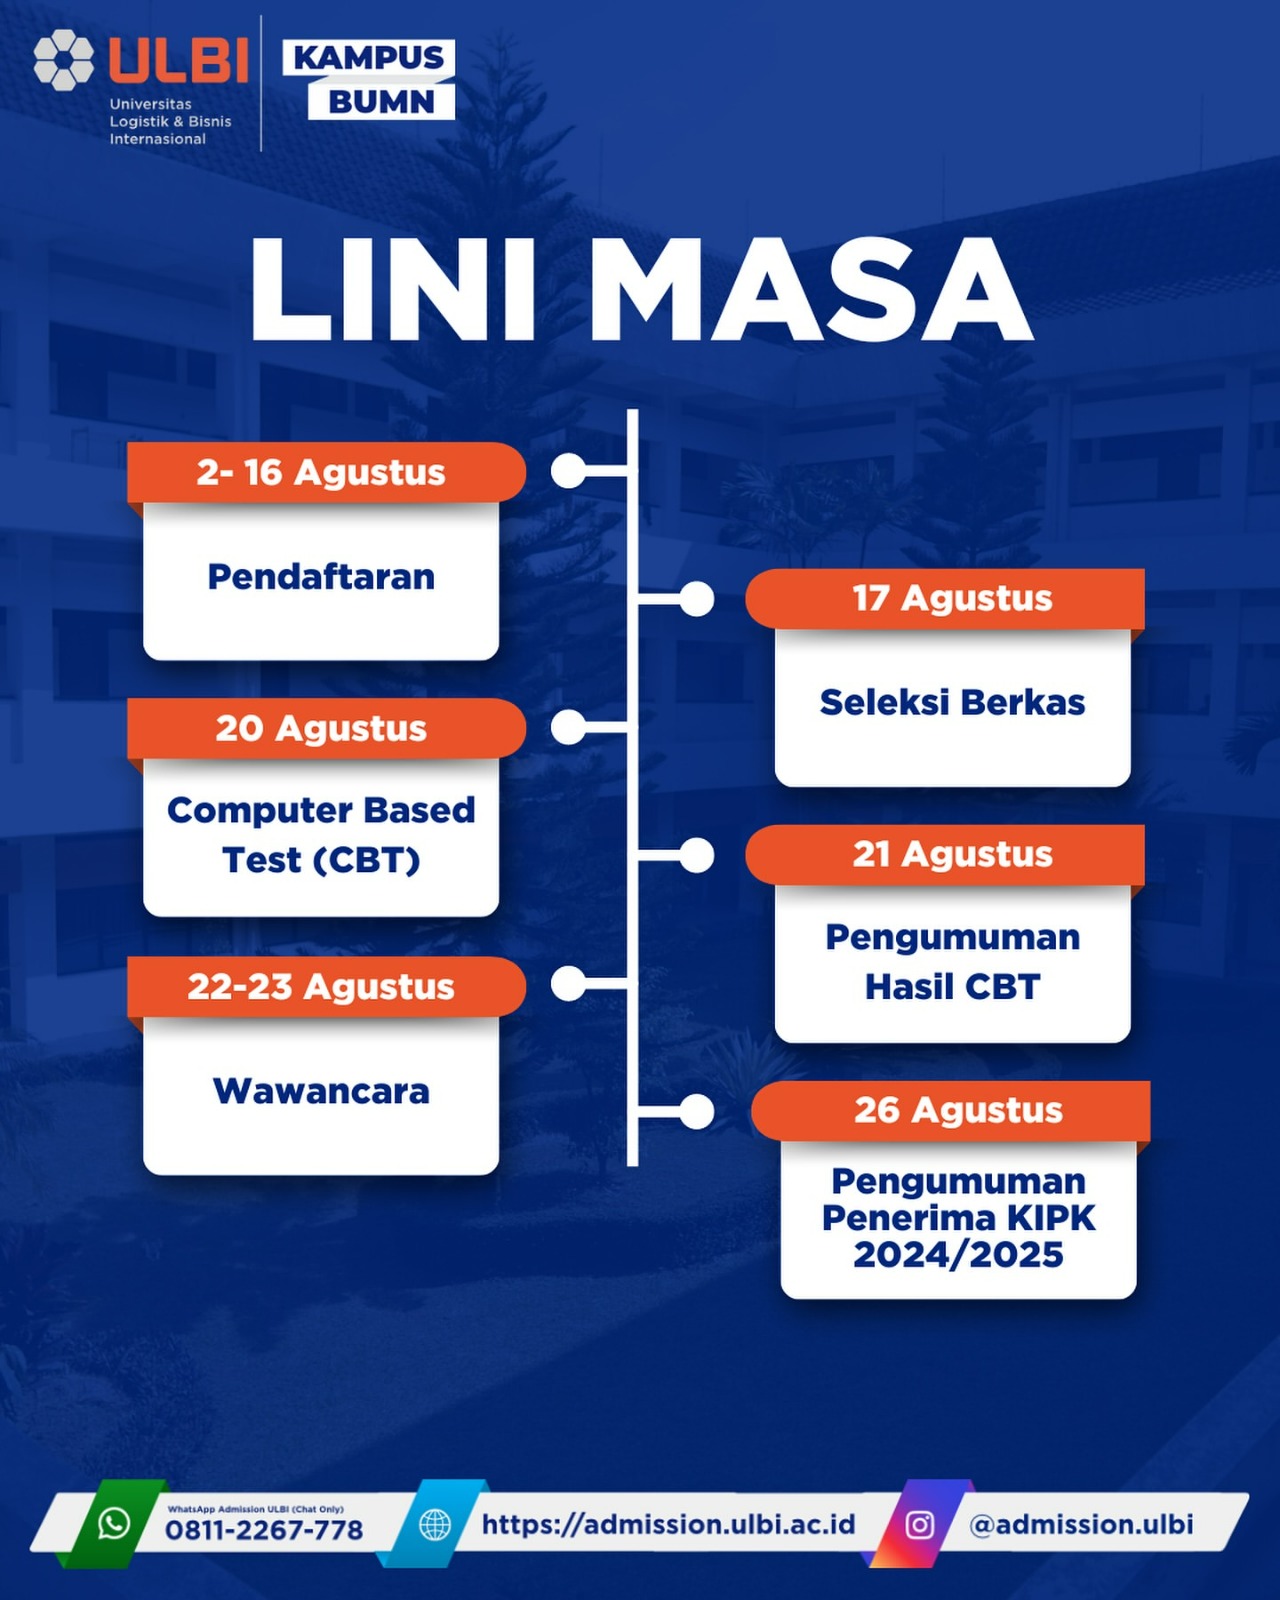 ULBI
Universitas
Logistik & Bisnis
Internasional
KAMPUS
BUMN
LINI MASA
2- 16 Agustus
Pendaftaran
17 Agustus
Seleksi Berkas
20 Agustus
Computer Based
Test (CBT)
21 Agustus
Pengumuman
Hasil CBT
22-23 Agustus
Wawancara
26 Agustus
Pengumuman
Penerima KIPK
2024/2025
WhatsApp Admission ULBI (Chat Only)
0811-2267-778
https://admission.ulbi.ac.id
@admission.ulbi